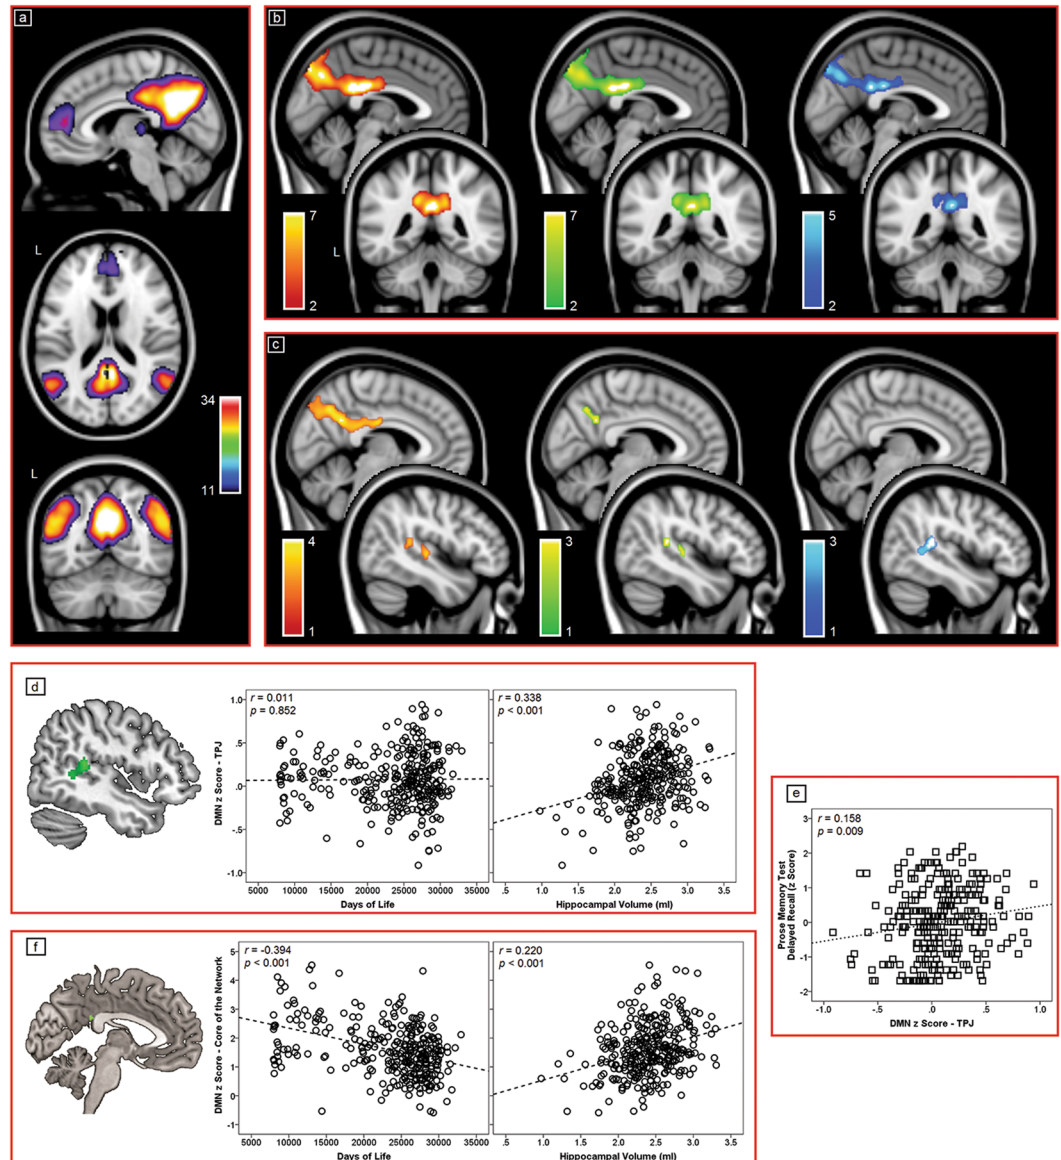 a
L
34
11
L
b
7
2
L
7
2
5
2
c
4
1
3
1
3
1
d
r = 0.011
p = 0.852
DMN z Score - TPJ
1.0
.5
.0
-.5
-1.0
5000 10000 15000 20000 25000 30000 35000
Days of Life
r = 0.338
p < 0.001
.5 1.0 1.5 2.0 2.5 3.0 3.5
Hippocampal Volume (ml)
e
r = 0.158
p = 0.009
Prose Memory Test
Delayed Recall (z Score)
3
2
1
0
-1
-2
-1.0 -.5 .0 .5 1.0
DMN z Score - TPJ
f
r = -0.394
p < 0.001
DMN z Score - Core of the Network
5
4
3
2
1
0
-1
5000 10000 15000 20000 25000 30000 35000
Days of Life
r = 0.220
p < 0.001
.5 1.0 1.5 2.0 2.5 3.0 3.5
Hippocampal Volume (ml)